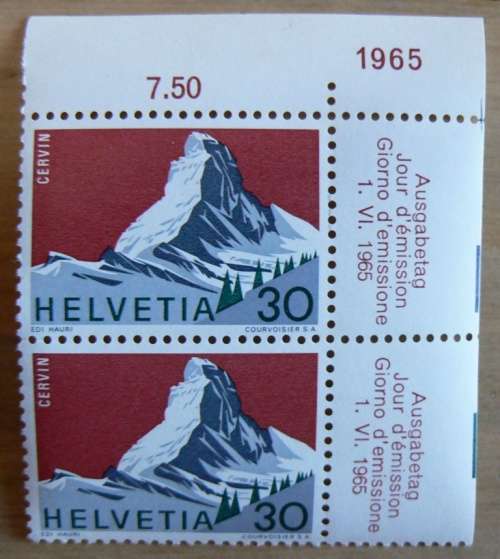 1965
7.50
CERVIN
HELVETIA 30
EDI HAURI COURVOISIER S.A.
Ausgabetag
Jour d'émission
Giorno d'emissione
1. VI. 1965
CERVIN
HELVETIA 30
EDI HAURI COURVOISIER S.A.
Ausgabetag
Jour d'émission
Giorno d'emissione
1. VI. 1965